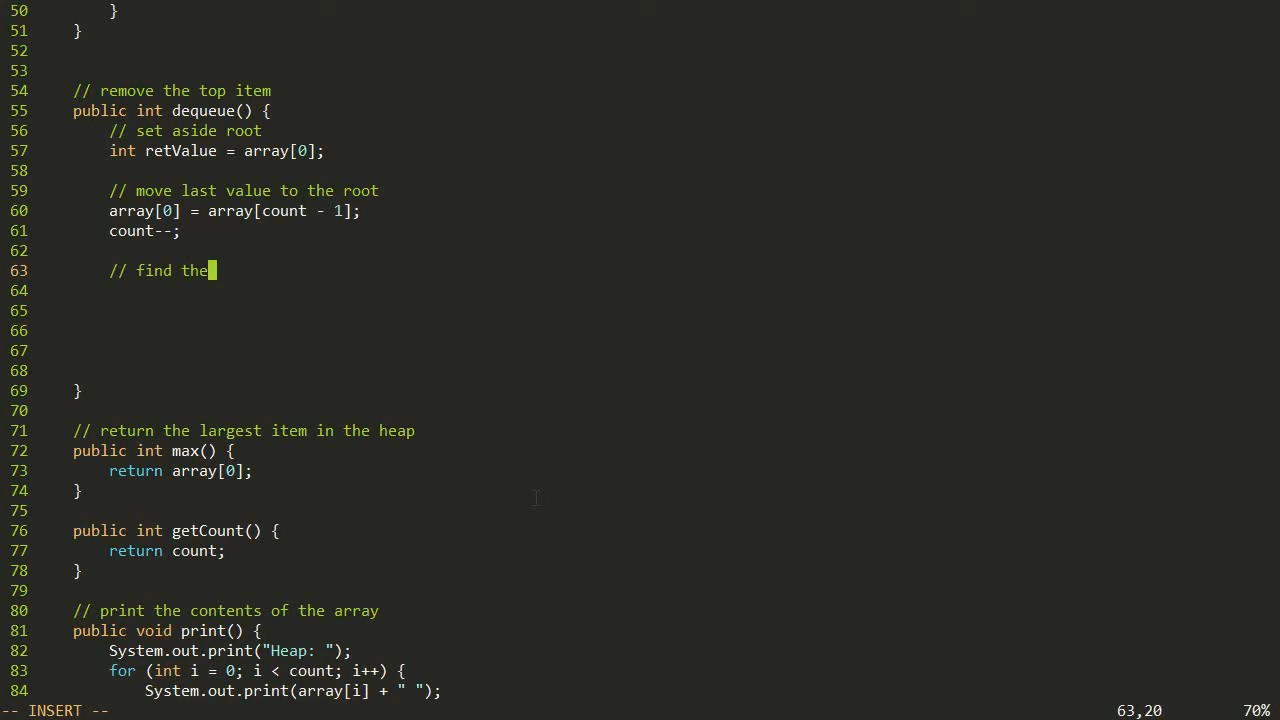 50         }
51     }
52
53
54     // remove the top item
55     public int dequeue() {
56         // set aside root
57         int retValue = array[0];
58
59         // move last value to the root
60         array[0] = array[count - 1];
61         count--;
62
63         // find the
64
65
66
67
68
69     }
70
71     // return the largest item in the heap
72     public int max() {
73         return array[0];
74     }
75
76     public int getCount() {
77         return count;
78     }
79
80     // print the contents of the array
81     public void print() {
82         System.out.print("Heap: ");
83         for (int i = 0; i < count; i++) {
84             System.out.print(array[i] + " ");
-- INSERT -- 63,20 70%